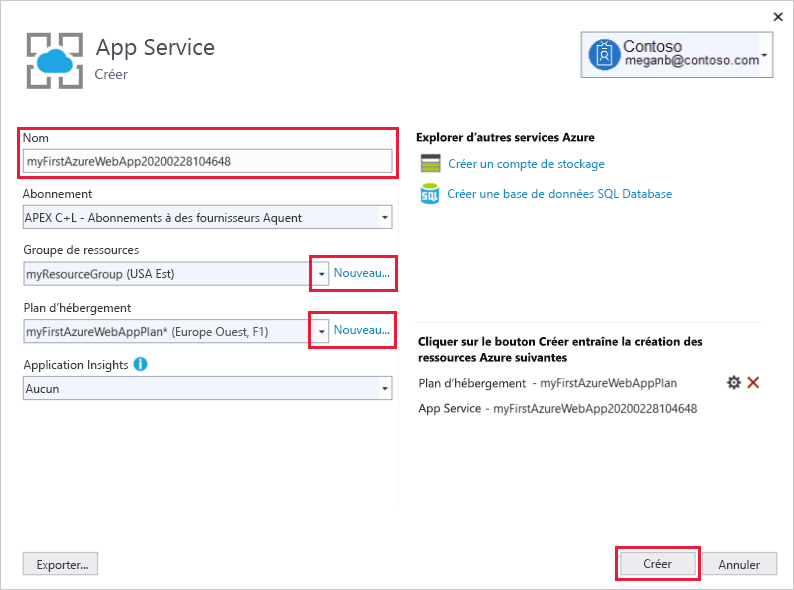 App Service
Créer
Contoso
meganb@contoso.com
Nom
myFirstAzureWebApp20200228104648
Abonnement
APEX C+L - Abonnements à des fournisseurs Aquent
Groupe de ressources
myResourceGroup (USA Est)
Nouveau...
Plan d'hébergement
myFirstAzureWebAppPlan* (Europe Ouest, F1)
Nouveau...
Application Insights
Aucun
Explorer d'autres services Azure
Créer un compte de stockage
SQL
Créer une base de données SQL Database
Cliquer sur le bouton Créer entraîne la création des
ressources Azure suivantes
Plan d'hébergement - myFirstAzureWebAppPlan
App Service - myFirstAzureWebApp20200228104648
Exporter...
Créer
Annuler